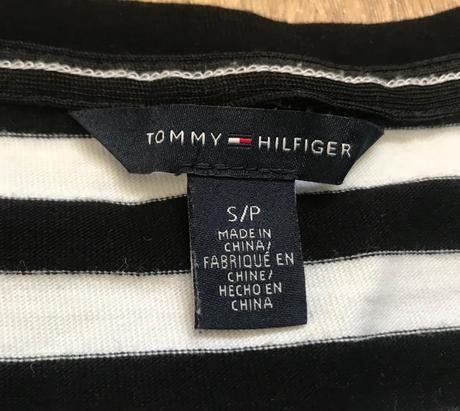 TOMMY HILFIGER
S/P
MADE IN
CHINA/
FABRIQUÉ EN
CHINE/
HECHO EN
CHINA